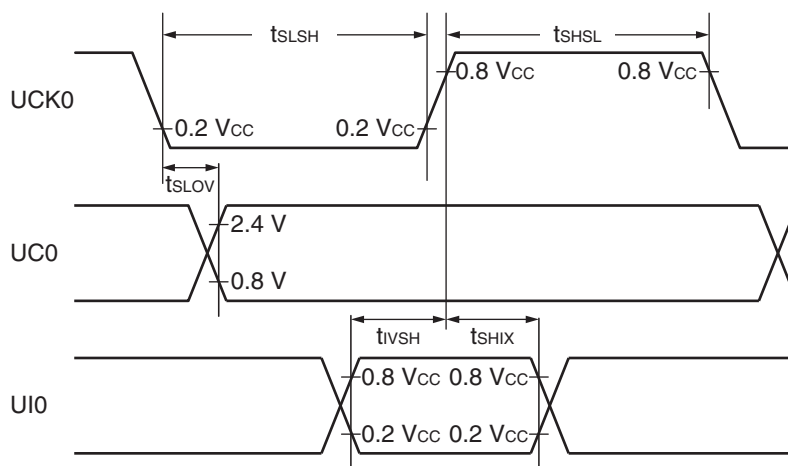 tSLSH tSHSL
0.8 VCC 0.8 VCC
UCK0
0.2 VCC 0.2 VCC
tSLOV
2.4 V
UC0
0.8 V
tIVSH tSHIX
0.8 VCC 0.8 VCC
UI0
0.2 VCC 0.2 VCC